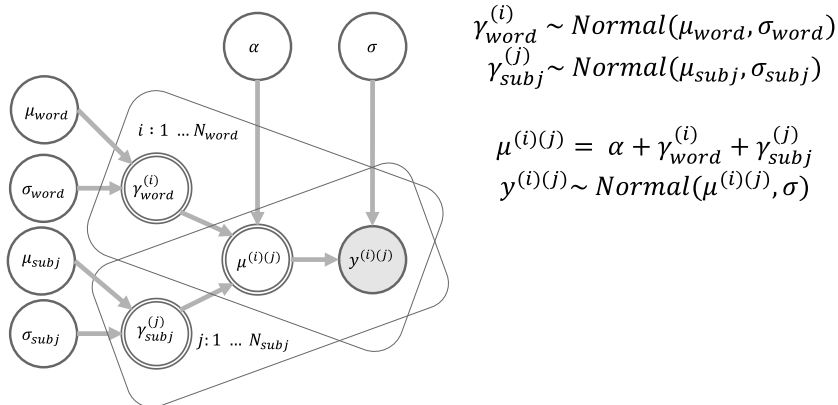 α
σ
μ_word
i : 1 … N_word
σ_word
γ_word^(i)
μ_subj
μ^(i)(j)
y^(i)(j)
σ_subj
γ_subj^(j)
j: 1 … N_subj
γ_word^(i) ~ Normal(μ_word, σ_word)
γ_subj^(j) ~ Normal(μ_subj, σ_subj)
μ^(i)(j) = α + γ_word^(i) + γ_subj^(j)
y^(i)(j) ~ Normal(μ^(i)(j), σ)